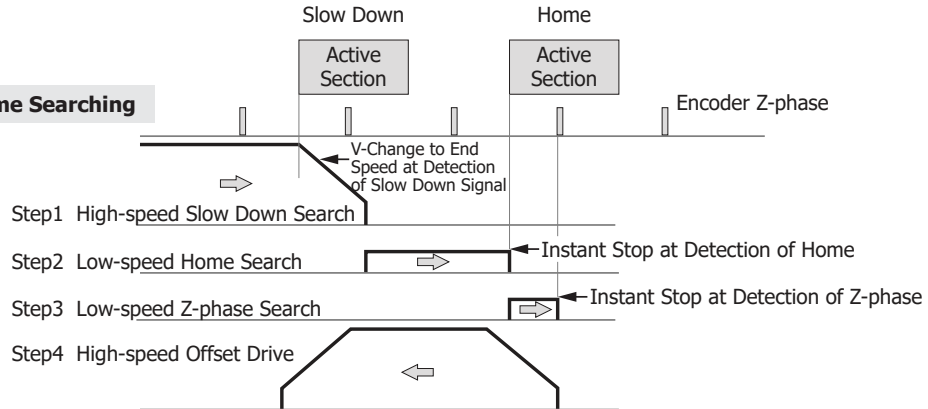 Slow Down
Home
Active
Section
Active
Section
me Searching
Encoder Z-phase
V-Change to End
Speed at Detection
of Slow Down Signal
Step1 High-speed Slow Down Search
Step2 Low-speed Home Search
Instant Stop at Detection of Home
Step3 Low-speed Z-phase Search
Instant Stop at Detection of Z-phase
Step4 High-speed Offset Drive